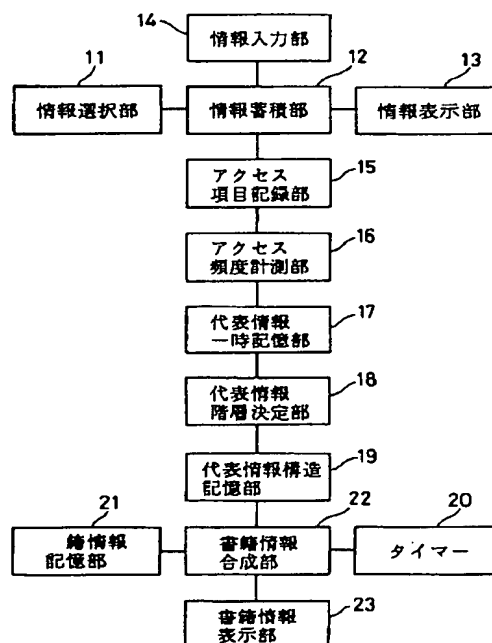 14
情報入力部
11
12
13
情報選択部
情報蓄積部
情報表示部
15
アクセス
項目記録部
16
アクセス
頻度計測部
17
代表情報
一時記憶部
18
代表情報
階層決定部
19
代表情報構造
記憶部
21
22
20
籍情報
記憶部
書籍情報
合成部
タイマー
23
書籍情報
表示部